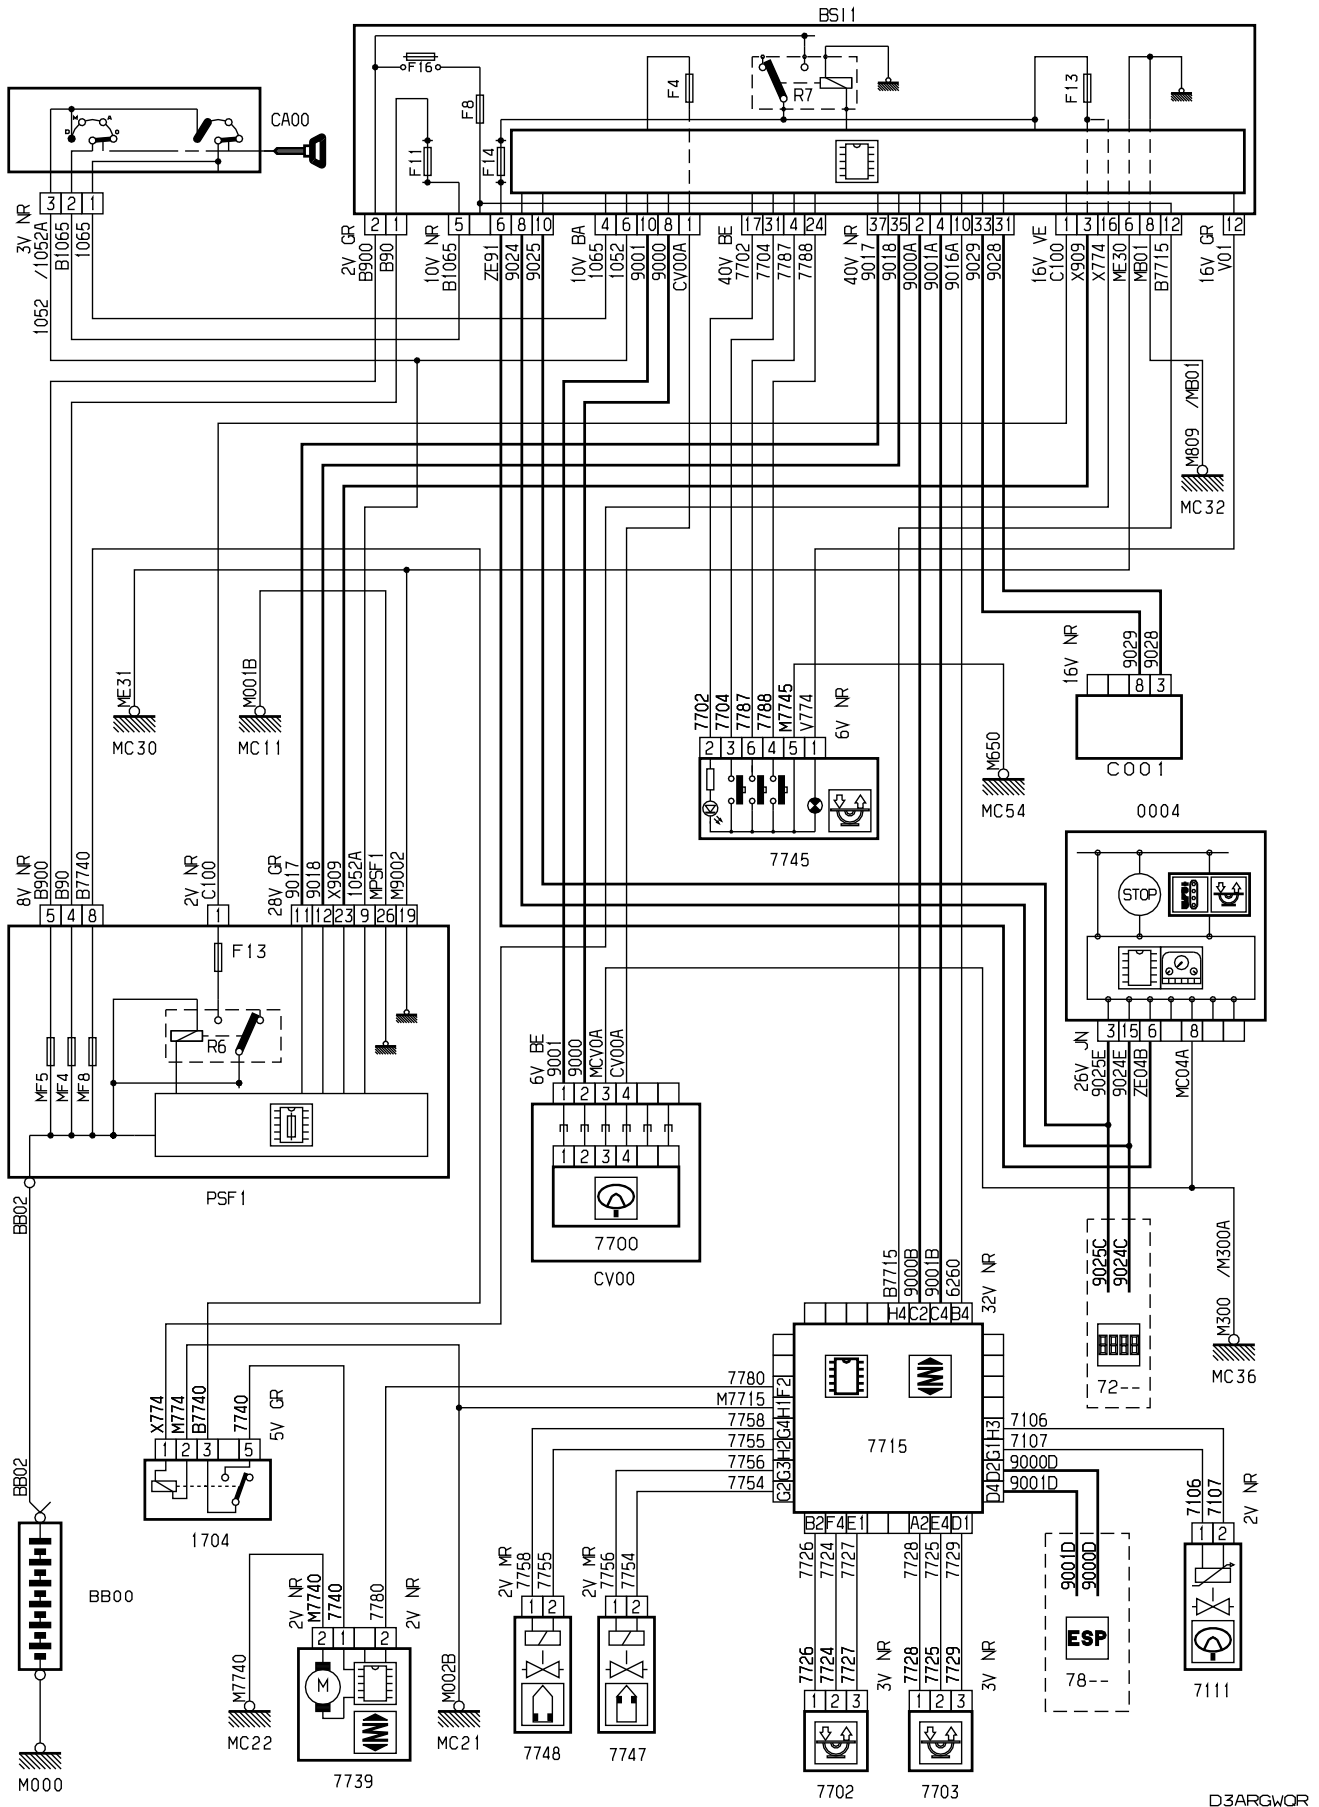 BSI1
F16
F8
F11
F14
F4
R7
F13
CA00
M A
D O
3 2 1
3V NR
1052 /1052A
B1065
1065
2 1 5 6 8 10 4 6 10 8 1 17 31 4 24 37 35 2 4 10 33 31 1 3 16 6 8 12 12
2V GR
B900
B90
10V NR
B1065
ZE91
9024
9025
10V BA
1065
1052
9001
9000
CV00A
40V BE
7702
7704
7787
7788
40V NR
9017
9018
9000A
9001A
9016A
9029
9028
16V VE
C100
X909
X774
ME30
MB01
B7715
16V GR
V01
M809 /MB01
MC32
16V NR
9029
9028
8 3
C001
ME31
MC30
M001B
MC11
7702
7704
7787
7788
M7745
V774
6V NR
2 3 6 4 5 1
7745
M650
MC54
0004
STOP
3 15 6 8
26V JN
9025E
9024E
ZE04B
MC04A
8V NR
B900
B90
B7740
2V NR
C100
28V GR
9017
9018
X909
1052A
MPSF1
M9002
5 4 8 1 11 12 23 9 26 19
F13
R6
MF5
MF4
MF8
PSF1
BB02
6V BE
9001
9000
MCV0A
CV00A
1 2 3 4
1 2 3 4
7700
CV00
9025C
9024C
72--
M300 /M300A
MC36
B7715
9000B
9001B
6260
32V NR
H4 C2 C4 B4
7780
M7715
7758
7755
7756
7754
F2
H1
G4
H2
G3
G2
7715
H3
G1
D2
D4
7106
7107
9000D
9001D
B2 F4 E1 A2 E4 D1
7726
7724
7727
7728
7725
7729
X774
M774
B7740
7740
5V GR
1 2 3 5
1704
BB02
BB00
M000
M7740
MC22
2V NR
M7740
7740
7780
2V NR
2 1 2
M
7739
M002B
MC21
2V MR
7758
7755
1 2
7748
2V MR
7756
7754
1 2
7747
7726
7724
7727
3V NR
1 2 3
7702
7728
7725
7729
3V NR
1 2 3
7703
9001D
9000D
ESP
78--
7106
7107
2V NR
1 2
7111
D3ARGWQR